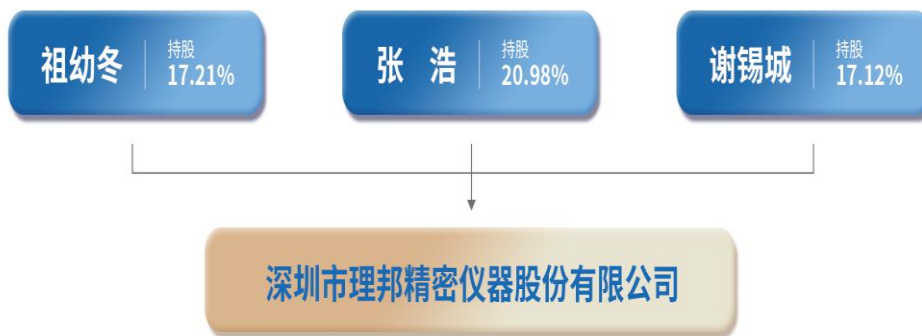 祖幼冬
持股
17.21%
张 浩
持股
20.98%
谢锡城
持股
17.12%
深圳市理邦精密仪器股份有限公司